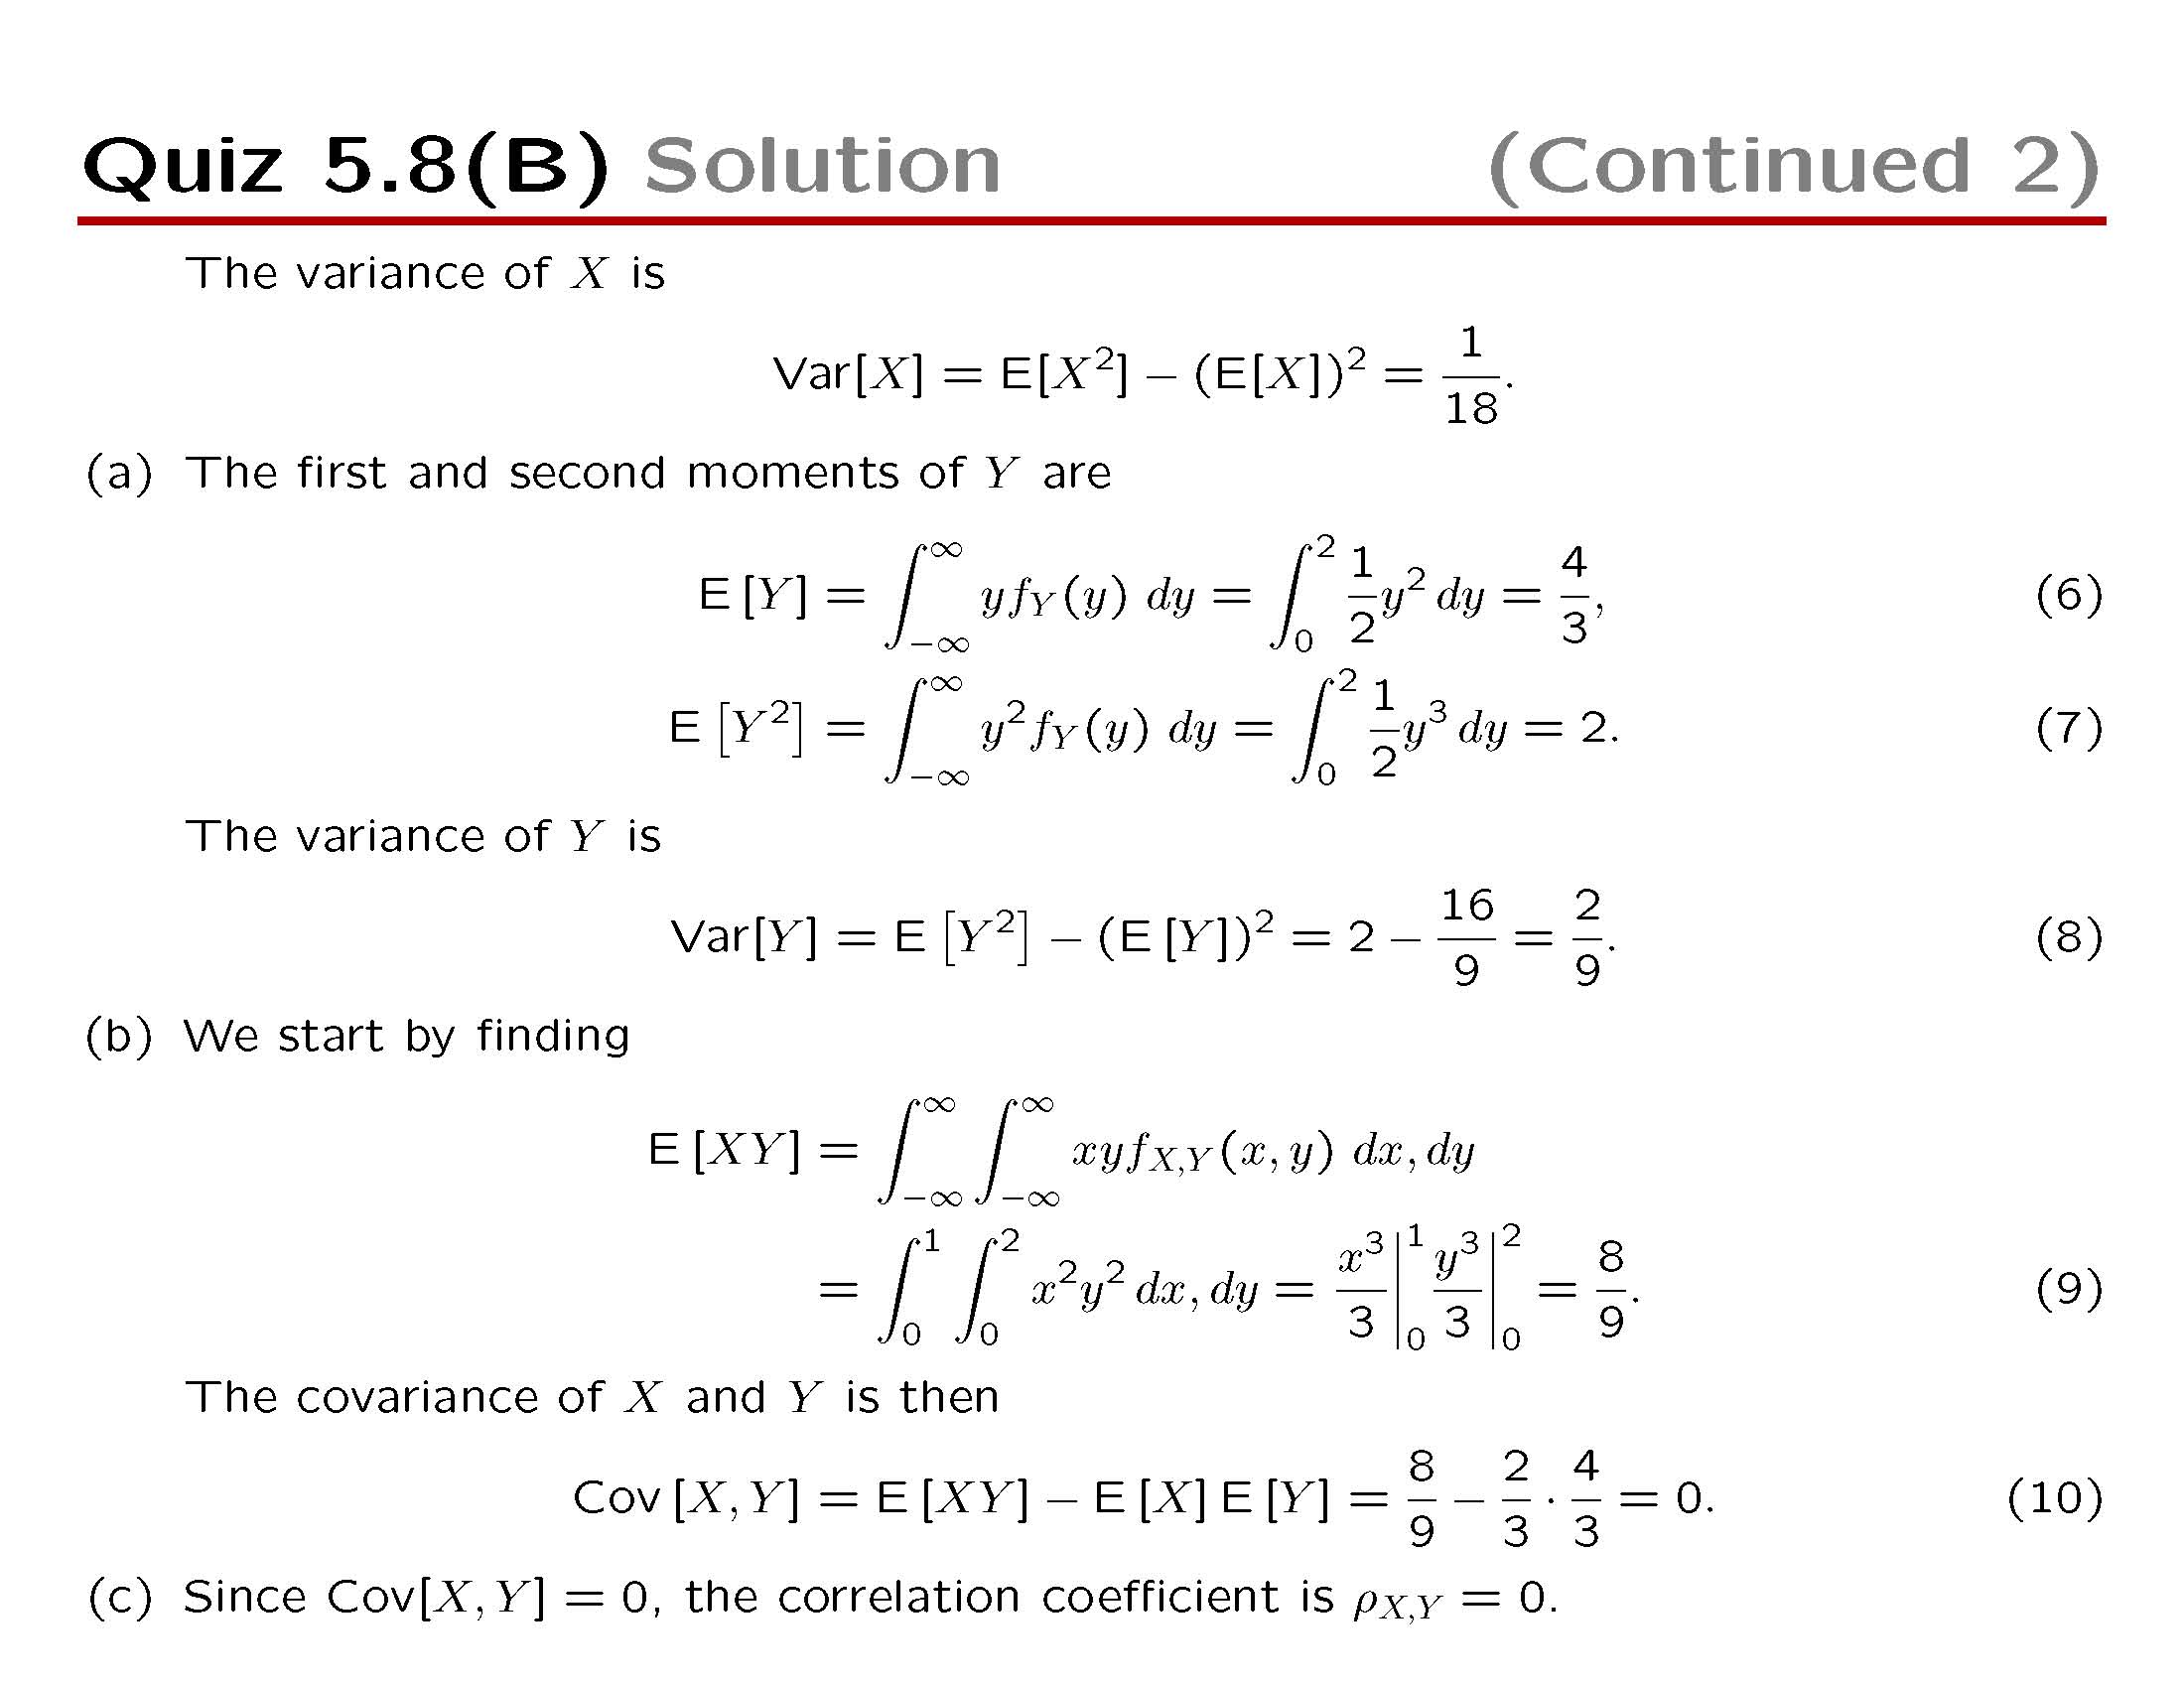 Quiz 5.8(B) Solution (Continued 2)
The variance of X is
Var[X] = E[X²] − (E[X])² = 1/18.
(a) The first and second moments of Y are
E [Y] = ∫_{−∞}^{∞} y f_Y(y) dy = ∫_0^2 1/2 y² dy = 4/3, (6)
E [Y²] = ∫_{−∞}^{∞} y² f_Y(y) dy = ∫_0^2 1/2 y³ dy = 2. (7)
The variance of Y is
Var[Y] = E [Y²] − (E [Y])² = 2 − 16/9 = 2/9. (8)
(b) We start by finding
E [XY] = ∫_{−∞}^{∞} ∫_{−∞}^{∞} xy f_{X,Y}(x, y) dx, dy
= ∫_0^1 ∫_0^2 x²y² dx, dy = x³/3 |_0^1 y³/3 |_0^2 = 8/9. (9)
The covariance of X and Y is then
Cov [X, Y] = E [XY] − E [X] E [Y] = 8/9 − 2/3 · 4/3 = 0. (10)
(c) Since Cov[X, Y] = 0, the correlation coefficient is ρ_{X,Y} = 0.